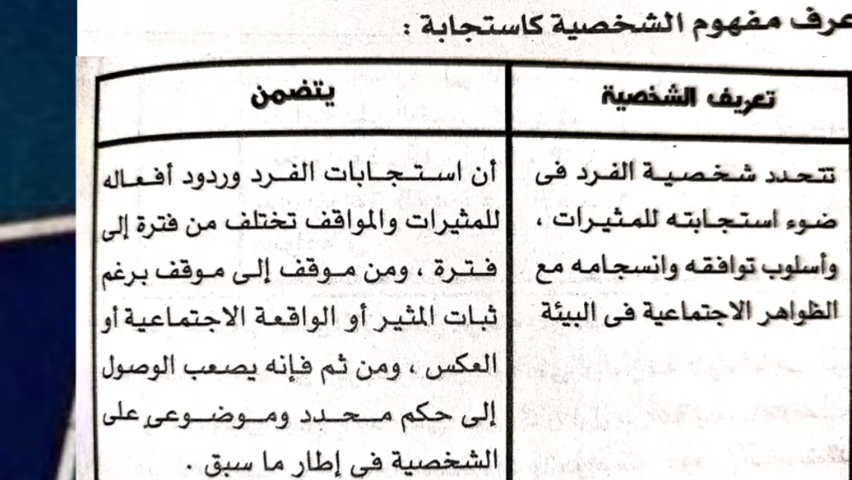 عرف مفهوم الشخصية كاستجابة :
تعريف الشخصية
تتحدد شخصية الفرد فى
ضوء استجابته للمثيرات ،
وأسلوب توافقه وانسجامه مع
الظواهر الاجتماعية فى البيئة
يتضمن
أن استجابات الفرد وردود أفعاله
للمثيرات والمواقف تختلف من فترة إلى
فترة ، ومن موقف إلى موقف برغم
ثبات المثير أو الواقعة الاجتماعية أو
العكس ، ومن ثم فإنه يصعب الوصول
إلى حكم محدد وموضوعى على
الشخصية فى إطار ما سبق .